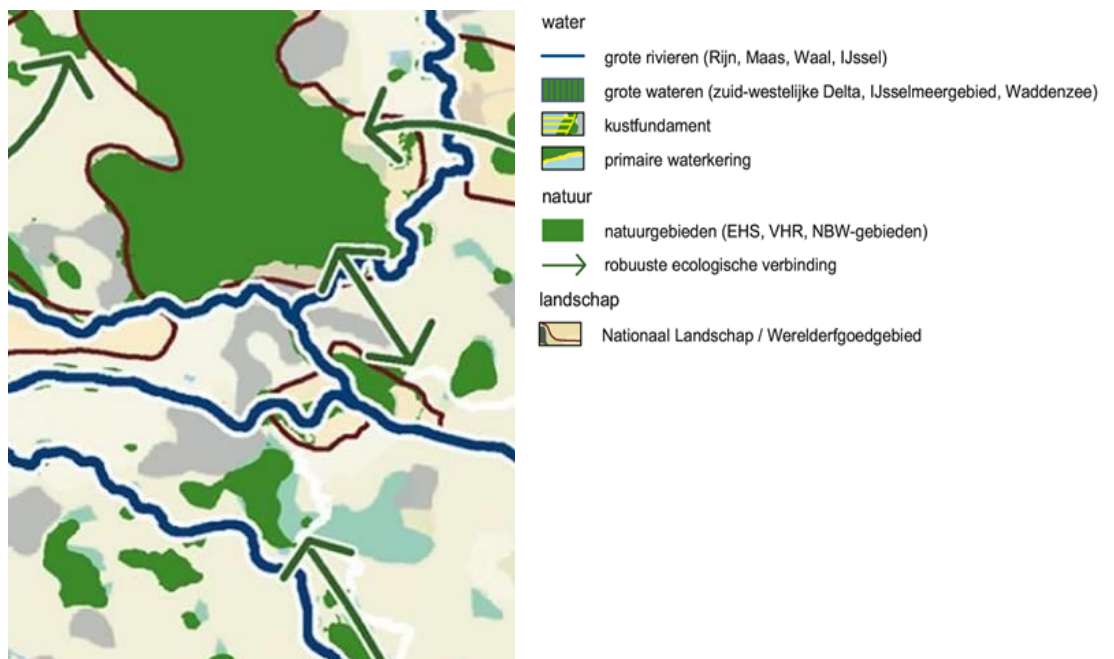 water
grote rivieren (Rijn, Maas, Waal, IJssel)
grote wateren (zuid-westelijke Delta, IJsselmeergebied, Waddenzee)
kustfundament
primaire waterkering
natuur
natuurgebieden (EHS, VHR, NBW-gebieden)
robuuste ecologische verbinding
landschap
Nationaal Landschap / Werelderfgoedgebied